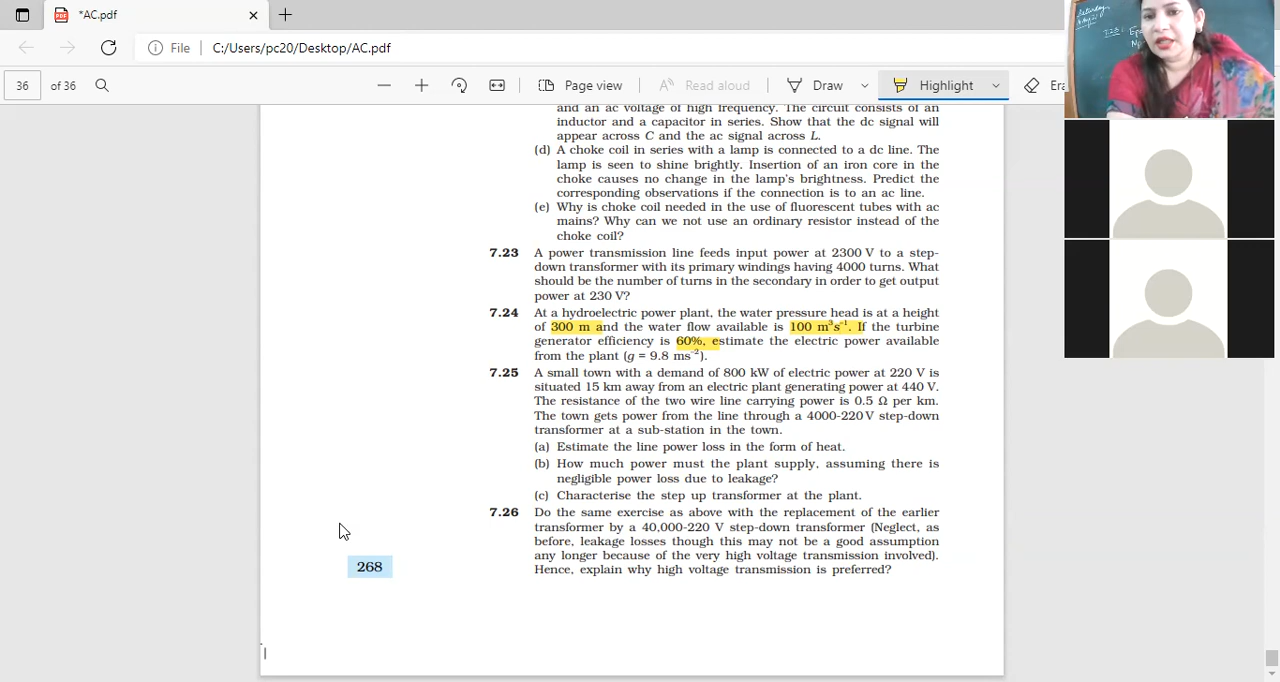 *AC.pdf
File
C:/Users/pc20/Desktop/AC.pdf
36 of 36
Page view
Read aloud
Draw
Highlight
and an ac voltage of high frequency. The circuit consists of an
inductor and a capacitor in series. Show that the dc signal will
appear across C and the ac signal across L.
(d) A choke coil in series with a lamp is connected to a dc line. The
lamp is seen to shine brightly. Insertion of an iron core in the
choke causes no change in the lamp's brightness. Predict the
corresponding observations if the connection is to an ac line.
(e) Why is choke coil needed in the use of fluorescent tubes with ac
mains? Why can we not use an ordinary resistor instead of the
choke coil?
7.23 A power transmission line feeds input power at 2300 V to a step-
down transformer with its primary windings having 4000 turns. What
should be the number of turns in the secondary in order to get output
power at 230 V?
7.24 At a hydroelectric power plant, the water pressure head is at a height
of 300 m and the water flow available is 100 m³s⁻¹. If the turbine
generator efficiency is 60%, estimate the electric power available
from the plant (g = 9.8 ms⁻²).
7.25 A small town with a demand of 800 kW of electric power at 220 V is
situated 15 km away from an electric plant generating power at 440 V.
The resistance of the two wire line carrying power is 0.5 Ω per km.
The town gets power from the line through a 4000-220 V step-down
transformer at a sub-station in the town.
(a) Estimate the line power loss in the form of heat.
(b) How much power must the plant supply, assuming there is
negligible power loss due to leakage?
(c) Characterise the step up transformer at the plant.
7.26 Do the same exercise as above with the replacement of the earlier
transformer by a 40,000-220 V step-down transformer (Neglect, as
before, leakage losses though this may not be a good assumption
any longer because of the very high voltage transmission involved).
Hence, explain why high voltage transmission is preferred?
268